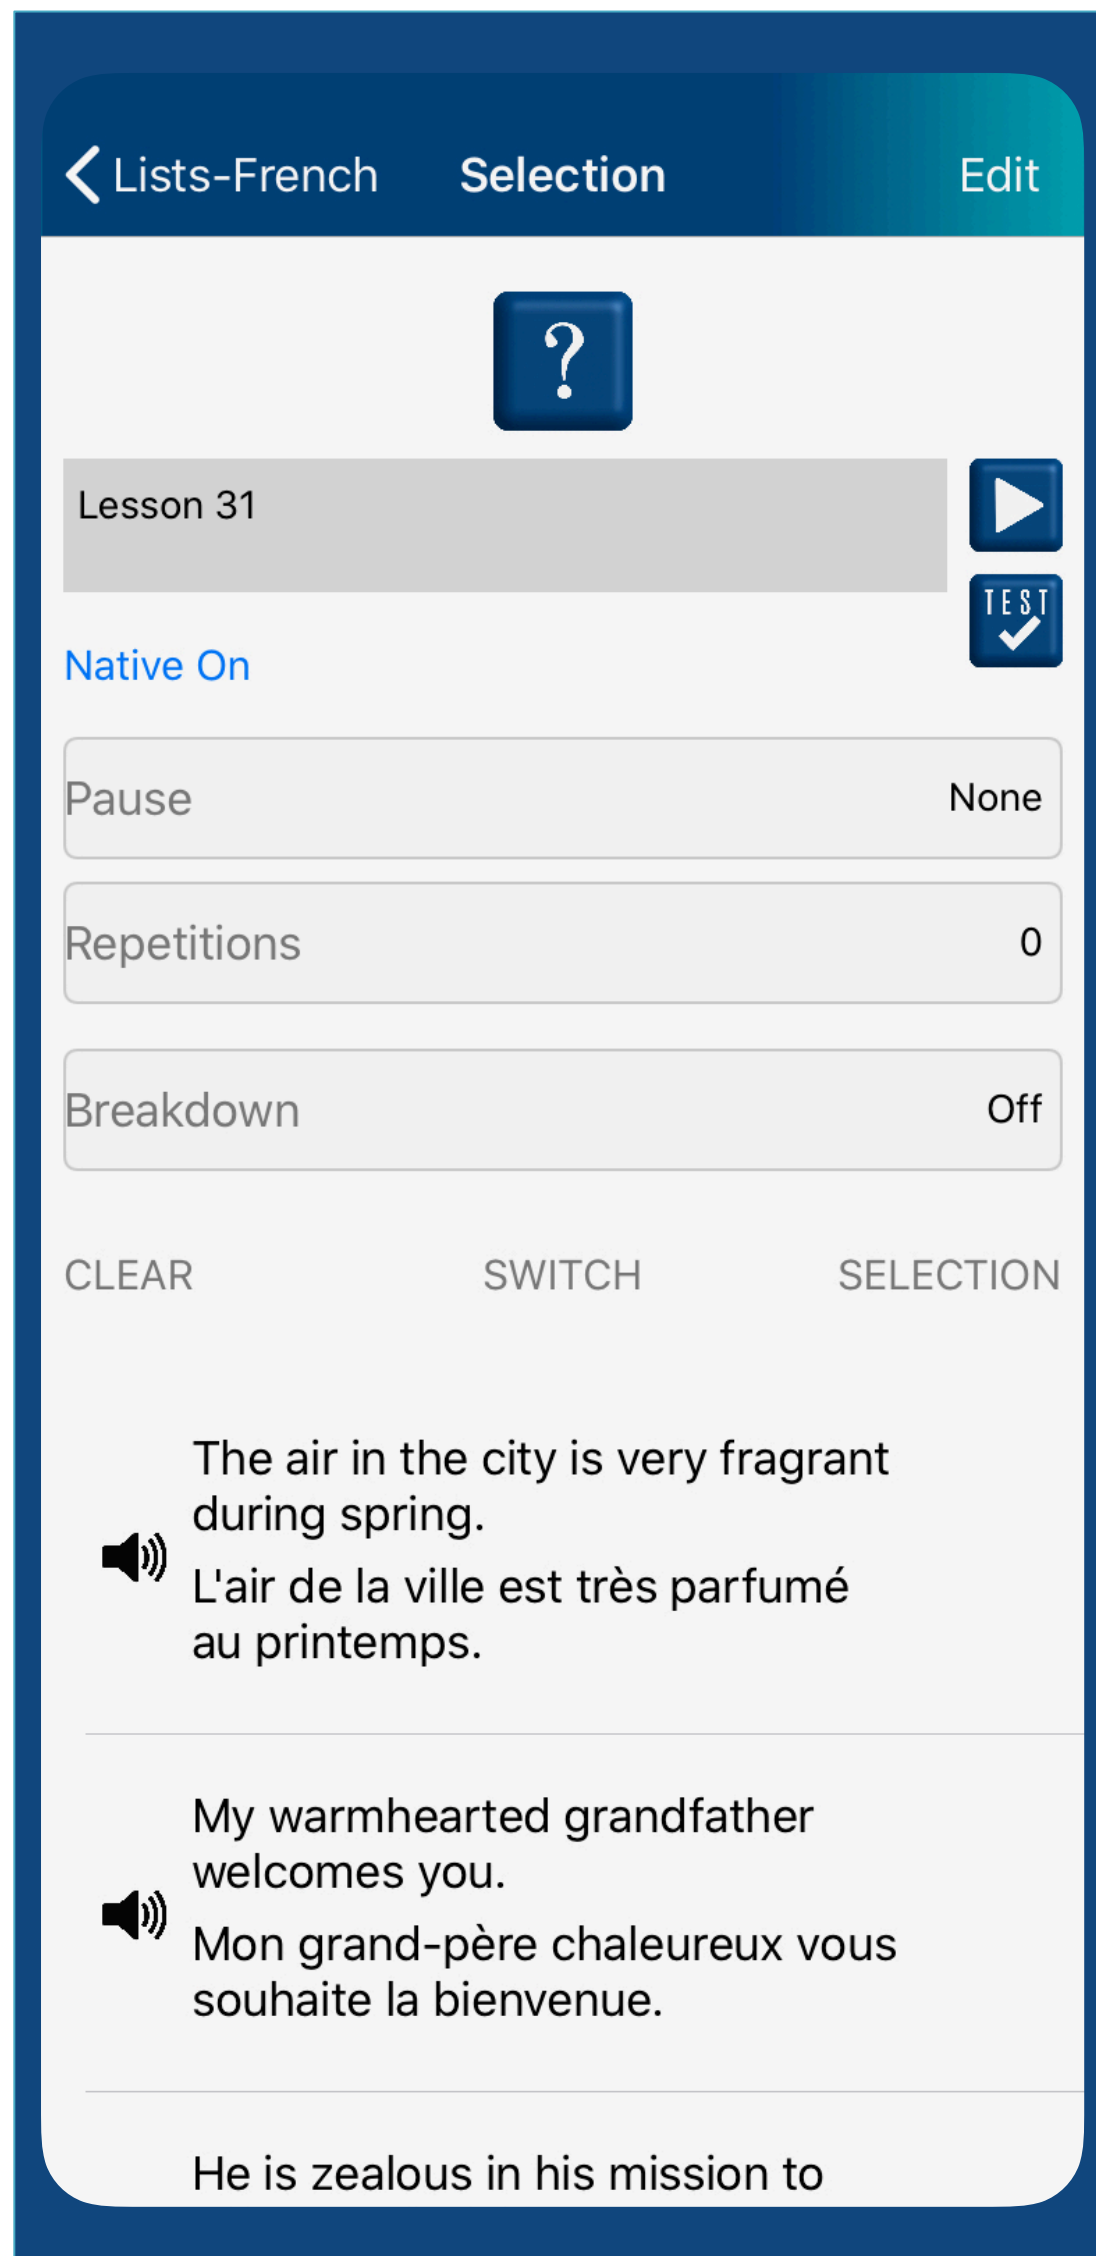 Lists-French Selection Edit
?
Lesson 31
TEST
Native On
Pause None
Repetitions 0
Breakdown Off
CLEAR SWITCH SELECTION
The air in the city is very fragrant
during spring.
L'air de la ville est très parfumé
au printemps.
My warmhearted grandfather
welcomes you.
Mon grand-père chaleureux vous
souhaite la bienvenue.
He is zealous in his mission to